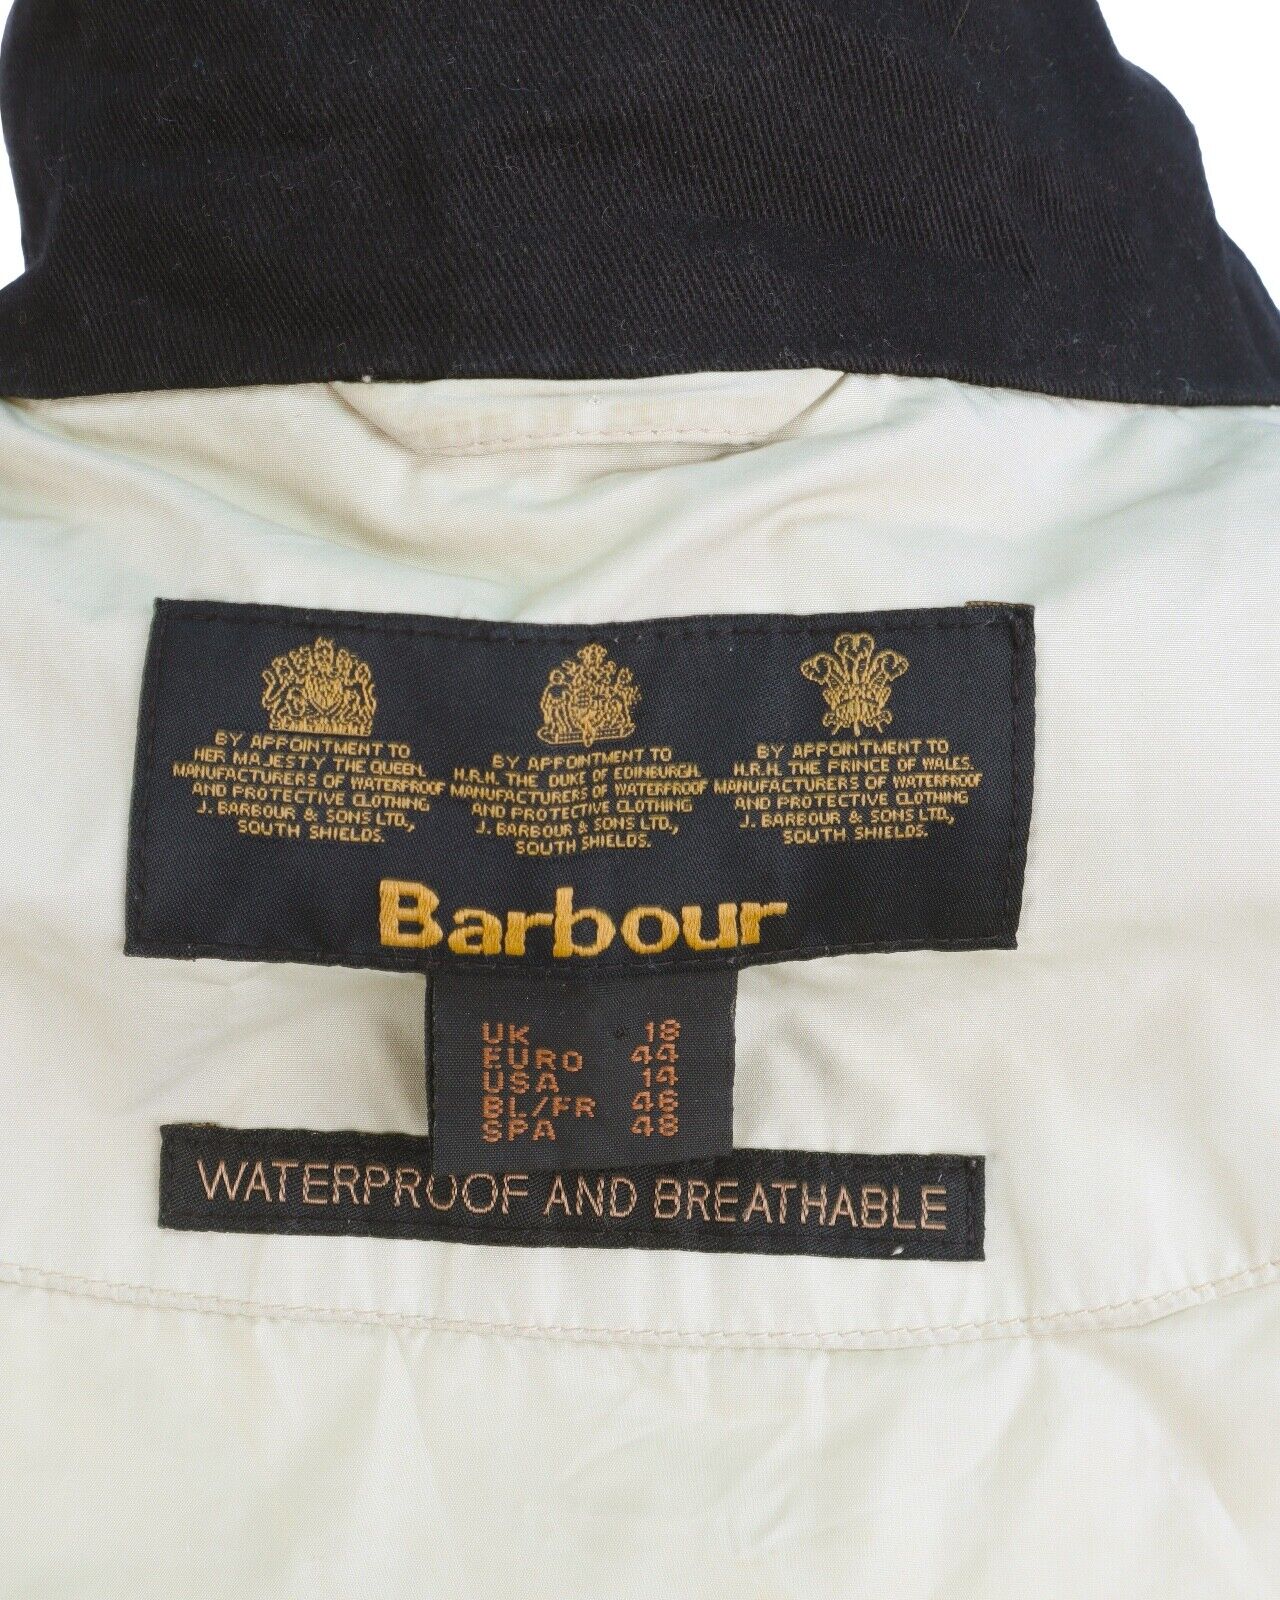 BY APPOINTMENT TO
HER MAJESTY THE QUEEN.
MANUFACTURERS OF WATERPROOF
AND PROTECTIVE CLOTHING
J. BARBOUR & SONS LTD.,
SOUTH SHIELDS.
BY APPOINTMENT TO
H.R.H. THE DUKE OF EDINBURGH.
MANUFACTURERS OF WATERPROOF
AND PROTECTIVE CLOTHING
J. BARBOUR & SONS LTD.,
SOUTH SHIELDS.
BY APPOINTMENT TO
H.R.H. THE PRINCE OF WALES.
MANUFACTURERS OF WATERPROOF
AND PROTECTIVE CLOTHING
J. BARBOUR & SONS LTD.,
SOUTH SHIELDS.
Barbour
UK 18
EURO 44
USA 14
BL/FR 46
SPA 48
WATERPROOF AND BREATHABLE